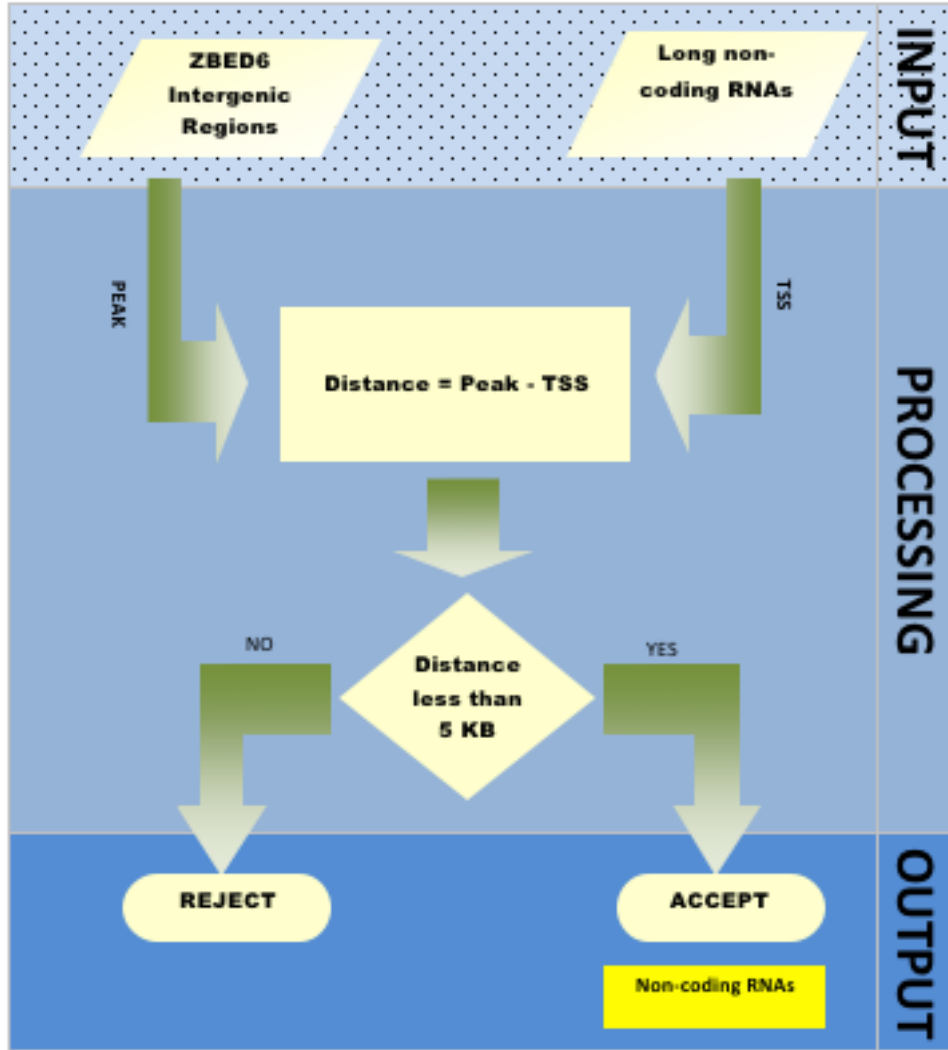 ZBED6
Intergenic
Regions
Long non-
coding RNAs
INPUT
PEAK
TSS
Distance = Peak - TSS
PROCESSING
NO
YES
Distance
less than
5 KB
REJECT
ACCEPT
Non-coding RNAs
OUTPUT